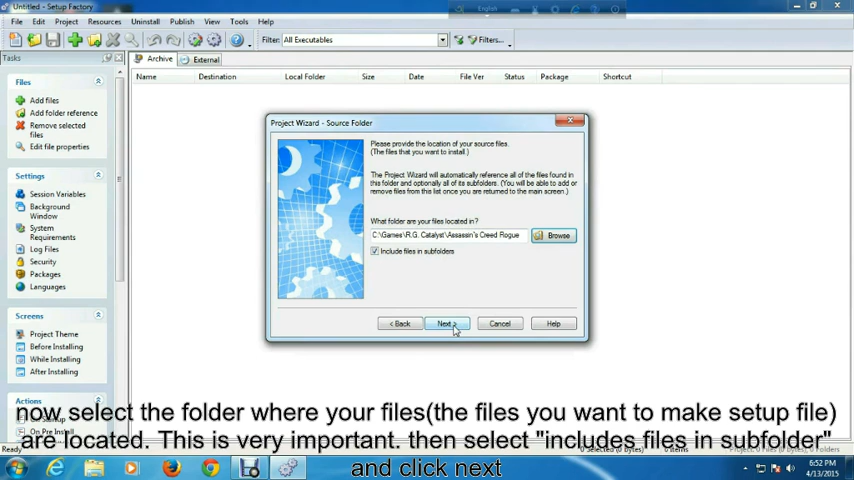 Untitled - Setup Factory
English
File Edit Project Resources Uninstall Publish View Tools Help
Filter: All Executables Filters...
Tasks
Archive External
Name Destination Local Folder Size Date File Ver Status Package Shortcut
Files
Add files
Add folder reference
Remove selected
files
Edit file properties
Settings
Session Variables
Background
Window
System
Requirements
Log Files
Security
Packages
Languages
Screens
Project Theme
Before Installing
While Installing
After Installing
Actions
On Pre Install
Project Wizard - Source Folder
Please provide the location of your source files.
(The files that you want to install.)
The Project Wizard will automatically reference all of the files found in
this folder and optionally all of its subfolders. (You will be able to add or
remove files from this list once you are returned to the main screen.)
What folder are your files located in?
C:\Games\R.G. Catalyst\Assassin's Creed Rogue Browse
Include files in subfolders
< Back Next > Cancel Help
now select the folder where your files(the files you want to make setup file)
are located. This is very important. then select "includes files in subfolder"
and click next
Ready
0 Selected (0 bytes)
6:52 PM
4/13/2015